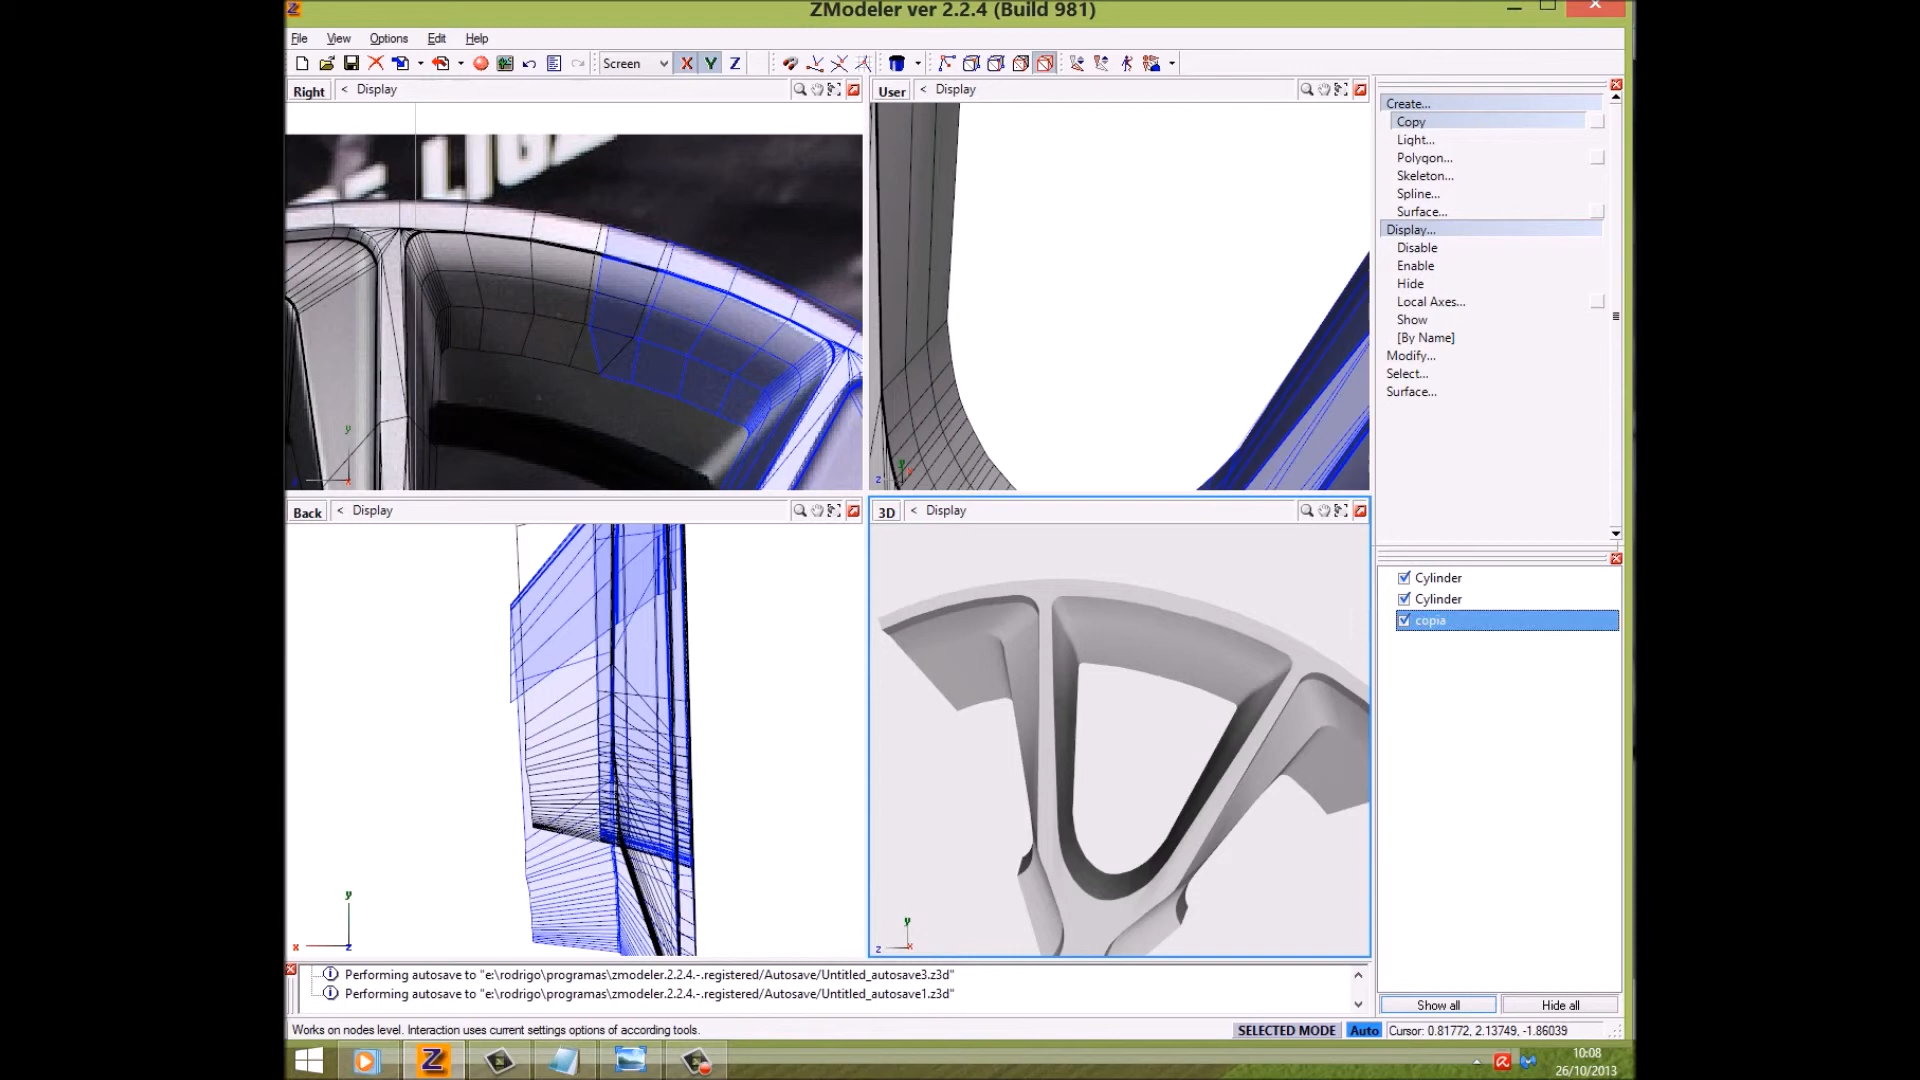 ZModeler ver 2.2.4 (Build 981)
File View Options Edit Help
Screen X Y Z
Right < Display
User < Display
Back < Display
3D < Display
Create...
Copy
Light...
Polygon...
Skeleton...
Spline...
Surface...
Display...
Disable
Enable
Hide
Local Axes...
Show
[By Name]
Modify...
Select...
Surface...
Cylinder
Cylinder
copia
Show all Hide all
Performing autosave to "e:\rodrigo\programas\zmodeler.2.2.4.-.registered/Autosave/Untitled_autosave3.z3d"
Performing autosave to "e:\rodrigo\programas\zmodeler.2.2.4.-.registered/Autosave/Untitled_autosave1.z3d"
Works on nodes level. Interaction uses current settings options of according tools.
SELECTED MODE Auto Cursor: 0.81772, 2.13749, -1.86039
10:08
26/10/2013